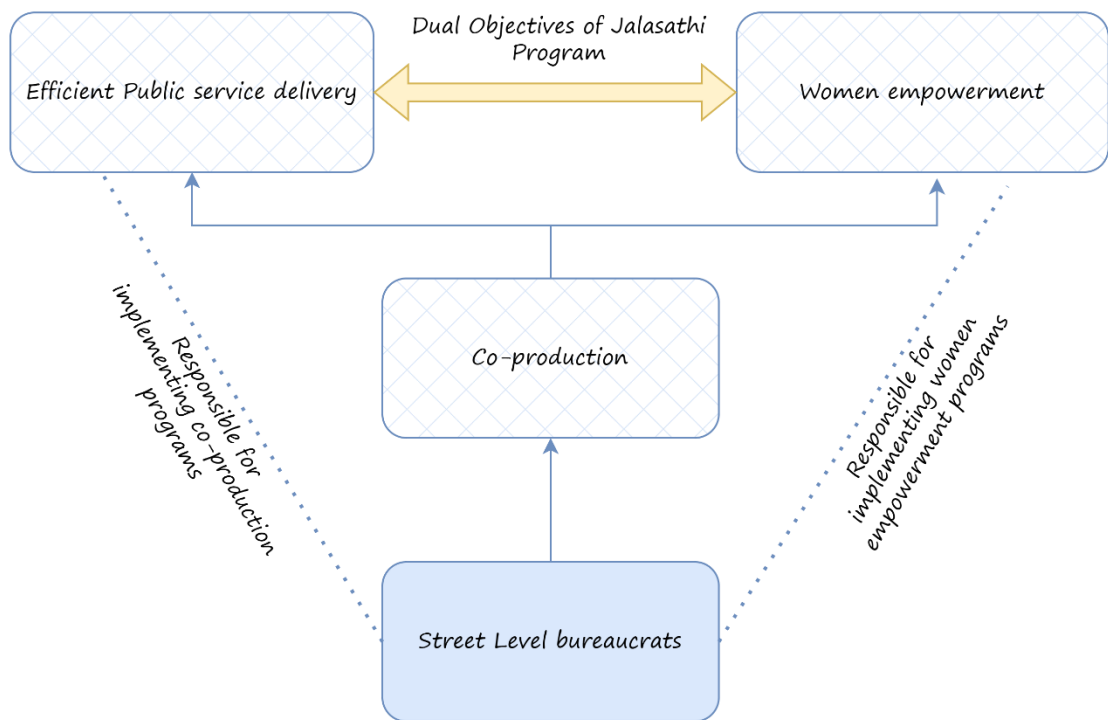 Dual Objectives of Jalasathi
Program
Efficient Public service delivery
Women empowerment
Co-production
Responsible for
implementing co-production
programs
Responsible for
implementing women
empowerment programs
Street Level bureaucrats